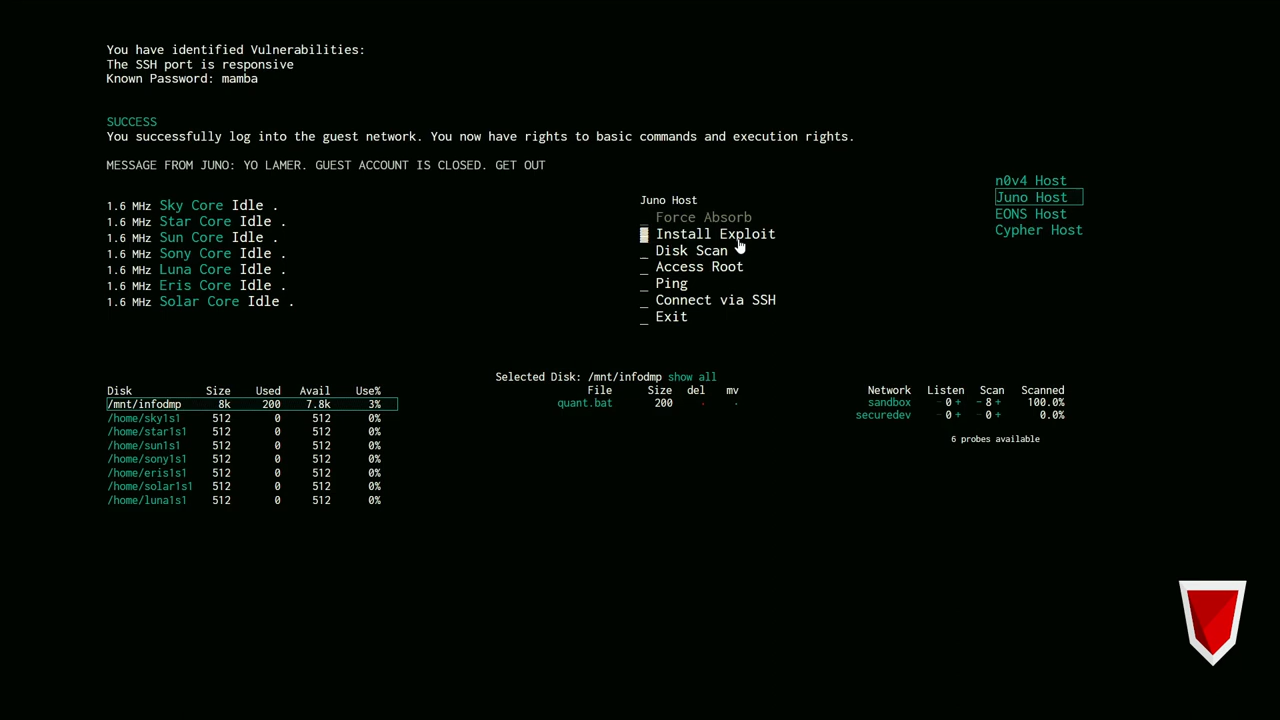 You have identified Vulnerabilities:
The SSH port is responsive
Known Password: mamba
SUCCESS
You successfully log into the guest network. You now have rights to basic commands and execution rights.
MESSAGE FROM JUNO: YO LAMER. GUEST ACCOUNT IS CLOSED. GET OUT
1.6 MHz Sky Core Idle .
1.6 MHz Star Core Idle .
1.6 MHz Sun Core Idle .
1.6 MHz Sony Core Idle .
1.6 MHz Luna Core Idle .
1.6 MHz Eris Core Idle .
1.6 MHz Solar Core Idle .
Juno Host
_ Force Absorb
Install Exploit
_ Disk Scan
_ Access Root
_ Ping
_ Connect via SSH
_ Exit
n0v4 Host
Juno Host
EONS Host
Cypher Host
Disk Size Used Avail Use%
/mnt/infodmp 8k 200 7.8k 3%
/home/sky1s1 512 0 512 0%
/home/star1s1 512 0 512 0%
/home/sun1s1 512 0 512 0%
/home/sony1s1 512 0 512 0%
/home/eris1s1 512 0 512 0%
/home/solar1s1 512 0 512 0%
/home/luna1s1 512 0 512 0%
Selected Disk: /mnt/infodmp show all
File Size del mv
quant.bat 200 . .
Network Listen Scan Scanned
sandbox - 0 + - 8 + 100.0%
securedev - 0 + - 0 + 0.0%
6 probes available